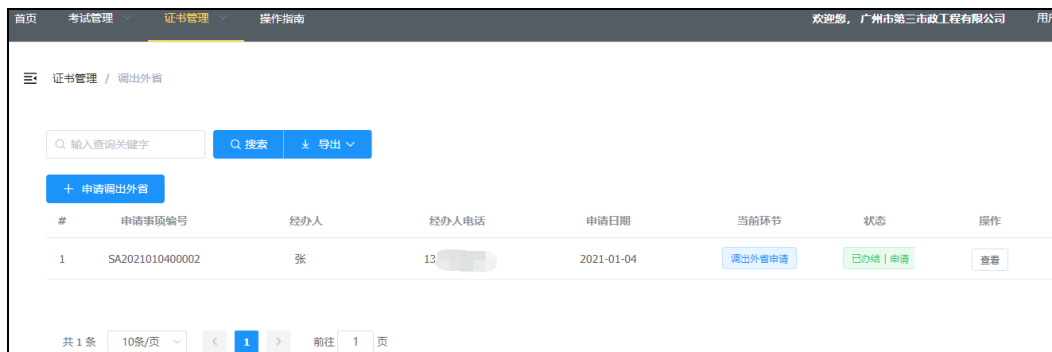 首页 考试管理 证书管理 操作指南 欢迎您，广州市第三市政工程有限公司
证书管理 / 调出外省
输入查询关键字 搜索 导出
+ 申请调出外省
# 申请事项编号 经办人 经办人电话 申请日期 当前环节 状态 操作
1 SA2021010400002 张 13 2021-01-04 调出外省申请 已办结 | 申请 查看
共 1 条 10条/页 < 1 > 前往 1 页